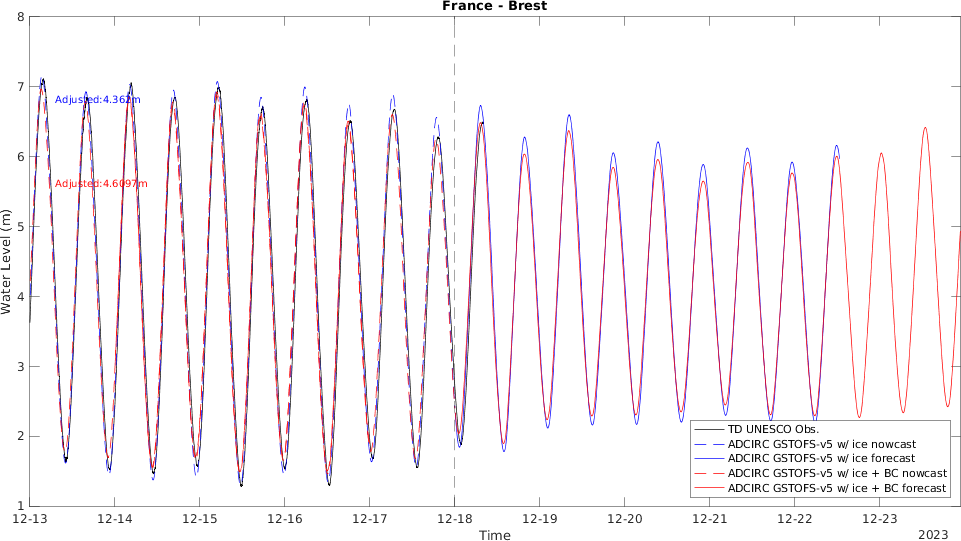 France - Brest
8
7
6
5
4
3
2
1
Water Level (m)
Adjusted:4.362m
Adjusted:4.6097m
TD UNESCO Obs.
ADCIRC GSTOFS-v5 w/ ice nowcast
ADCIRC GSTOFS-v5 w/ ice forecast
ADCIRC GSTOFS-v5 w/ ice + BC nowcast
ADCIRC GSTOFS-v5 w/ ice + BC forecast
12-13 12-14 12-15 12-16 12-17 12-18 12-19 12-20 12-21 12-22 12-23
Time
2023